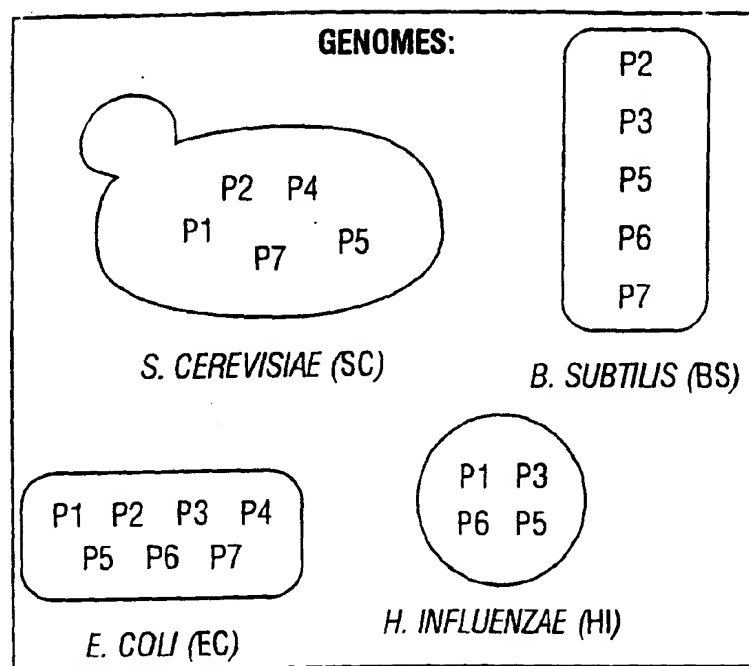 GENOMES:
P2 P4
P1 P7 P5
S. CEREVISIAE (SC)
P2
P3
P5
P6
P7
B. SUBTILIS (BS)
P1 P2 P3 P4
P5 P6 P7
E. COLI (EC)
P1 P3
P6 P5
H. INFLUENZAE (HI)